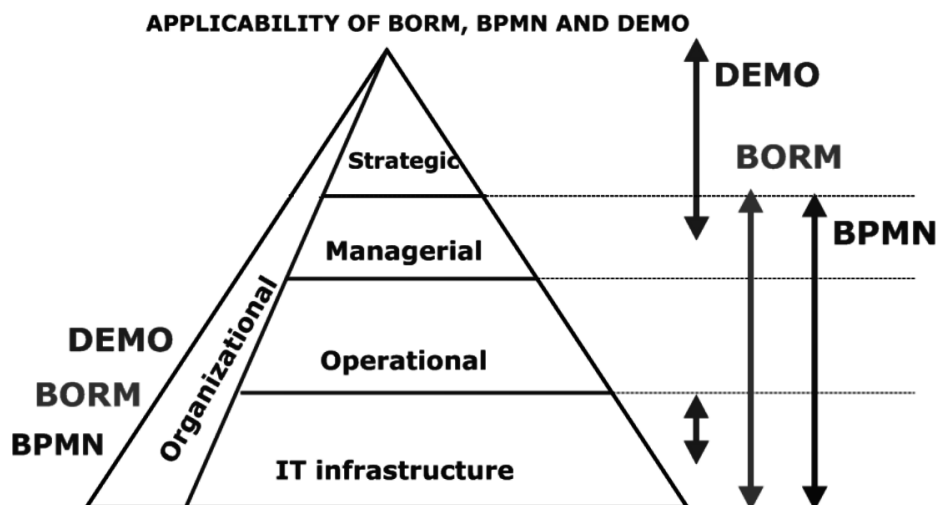 APPLICABILITY OF BORM, BPMN AND DEMO
DEMO
BORM
Strategic
BPMN
Managerial
Organizational
DEMO
Operational
BORM
BPMN
IT infrastructure